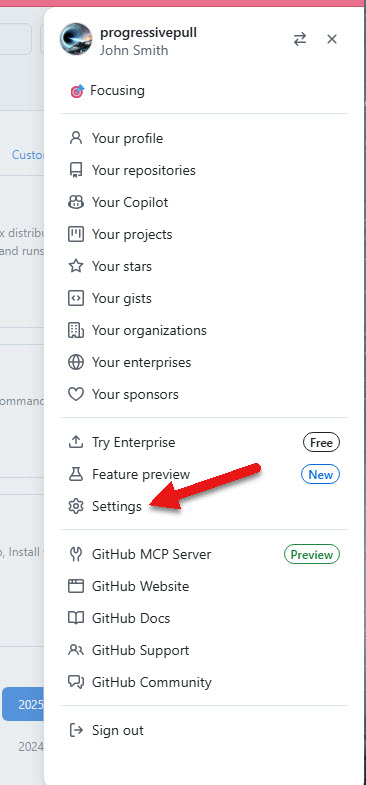 progressivepull
John Smith
Focusing
Custo
Your profile
Your repositories
Your Copilot
x distribu
Your projects
and runs
Your stars
Your gists
Your organizations
Your enterprises
Your sponsors
ommand
Try Enterprise Free
Feature preview New
Settings
o, Install
GitHub MCP Server Preview
GitHub Website
GitHub Docs
GitHub Support
GitHub Community
2025
Sign out
2024